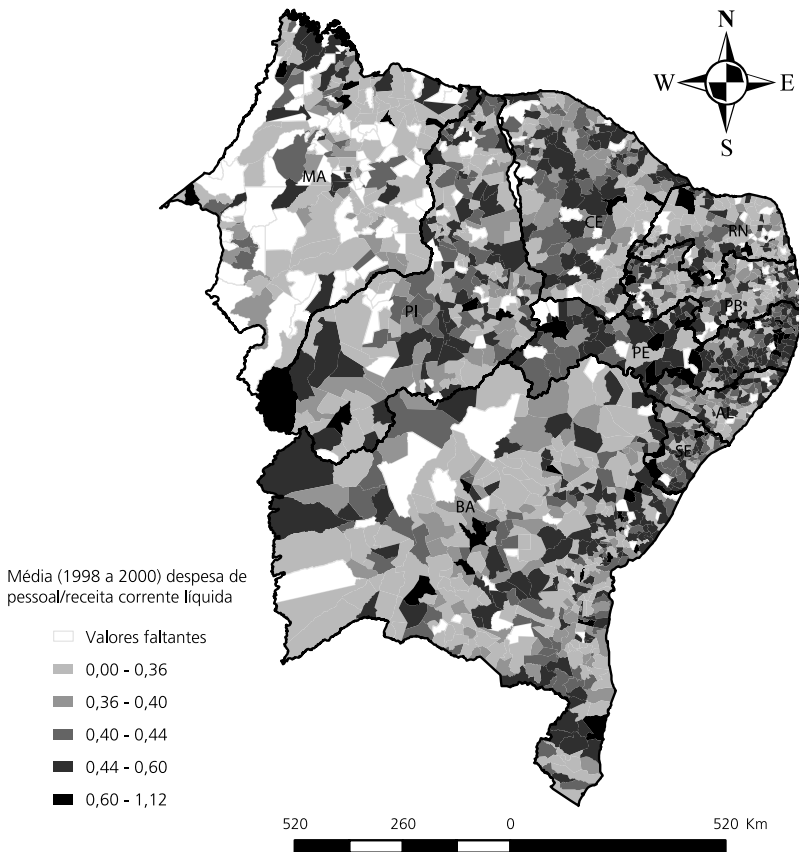 N
W E
S
MA
CE
RN
PB
PI
PE
AL
SE
BA
Média (1998 a 2000) despesa de
pessoal/receita corrente líquida
Valores faltantes
0,00 - 0,36
0,36 - 0,40
0,40 - 0,44
0,44 - 0,60
0,60 - 1,12
520 260 0 520 Km